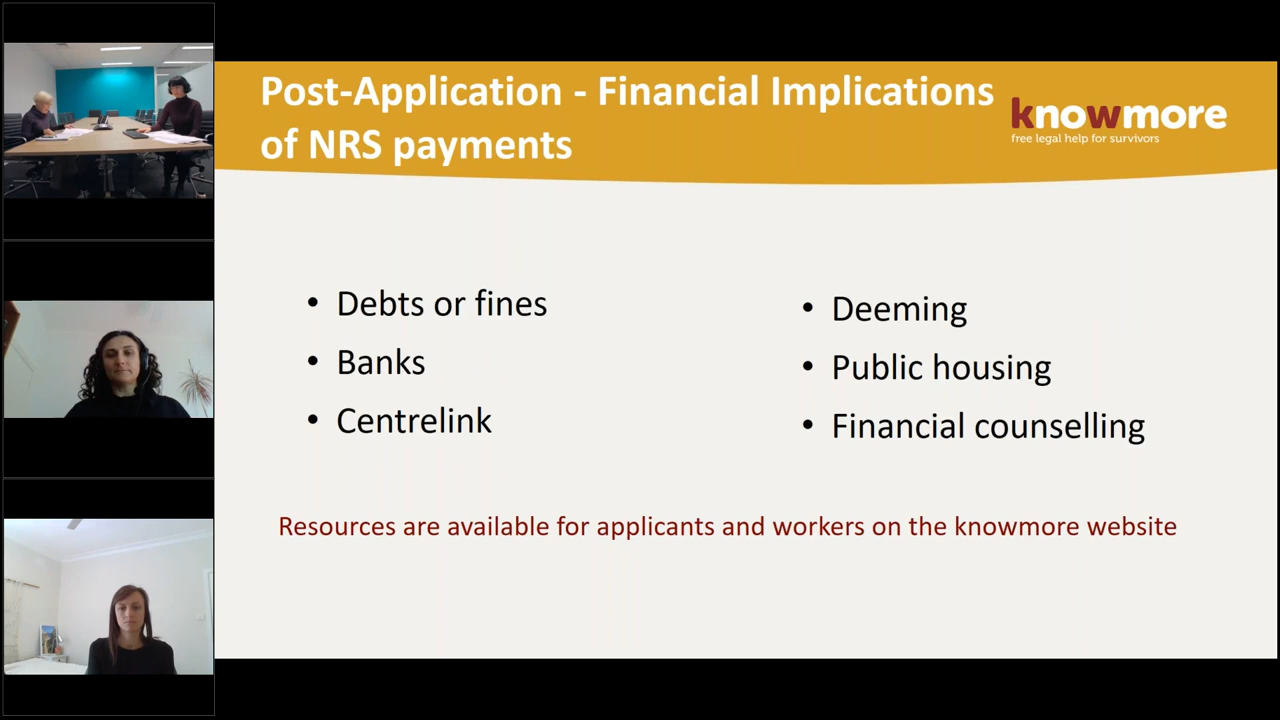 Post-Application - Financial Implications
of NRS payments
knowmore
free legal help for survivors
• Debts or fines
• Banks
• Centrelink
• Deeming
• Public housing
• Financial counselling
Resources are available for applicants and workers on the knowmore website